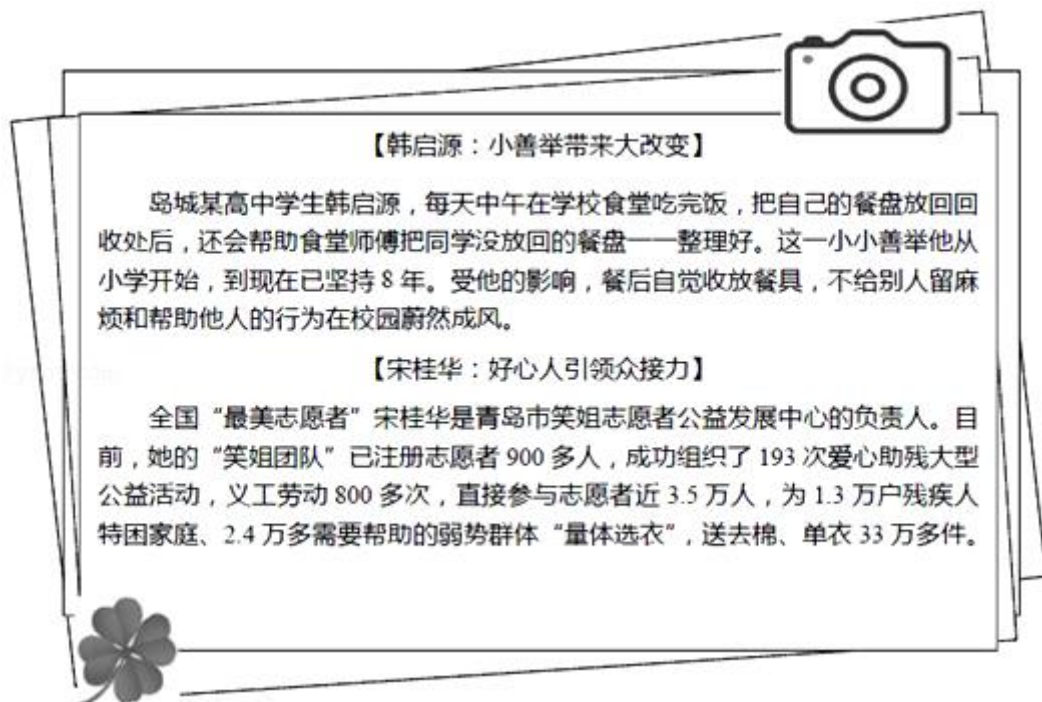 【韩启源：小善举带来大改变】
岛城某高中学生韩启源，每天中午在学校食堂吃完饭，把自己的餐盘放回回
收处后，还会帮助食堂师傅把同学没放回的餐盘一一整理好。这一小小善举他从
小学开始，到现在已坚持 8 年。受他的影响，餐后自觉收放餐具，不给别人留麻
烦和帮助他人的行为在校园蔚然成风。
【宋桂华：好心人引领众接力】
全国“最美志愿者”宋桂华是青岛市笑姐志愿者公益发展中心的负责人。目
前，她的“笑姐团队”已注册志愿者 900 多人，成功组织了 193 次爱心助残大型
公益活动，义工劳动 800 多次，直接参与志愿者近 3.5 万人，为 1.3 万户残疾人
特困家庭、2.4 万多需要帮助的弱势群体“量体选衣”，送去棉、单衣 33 万多件。